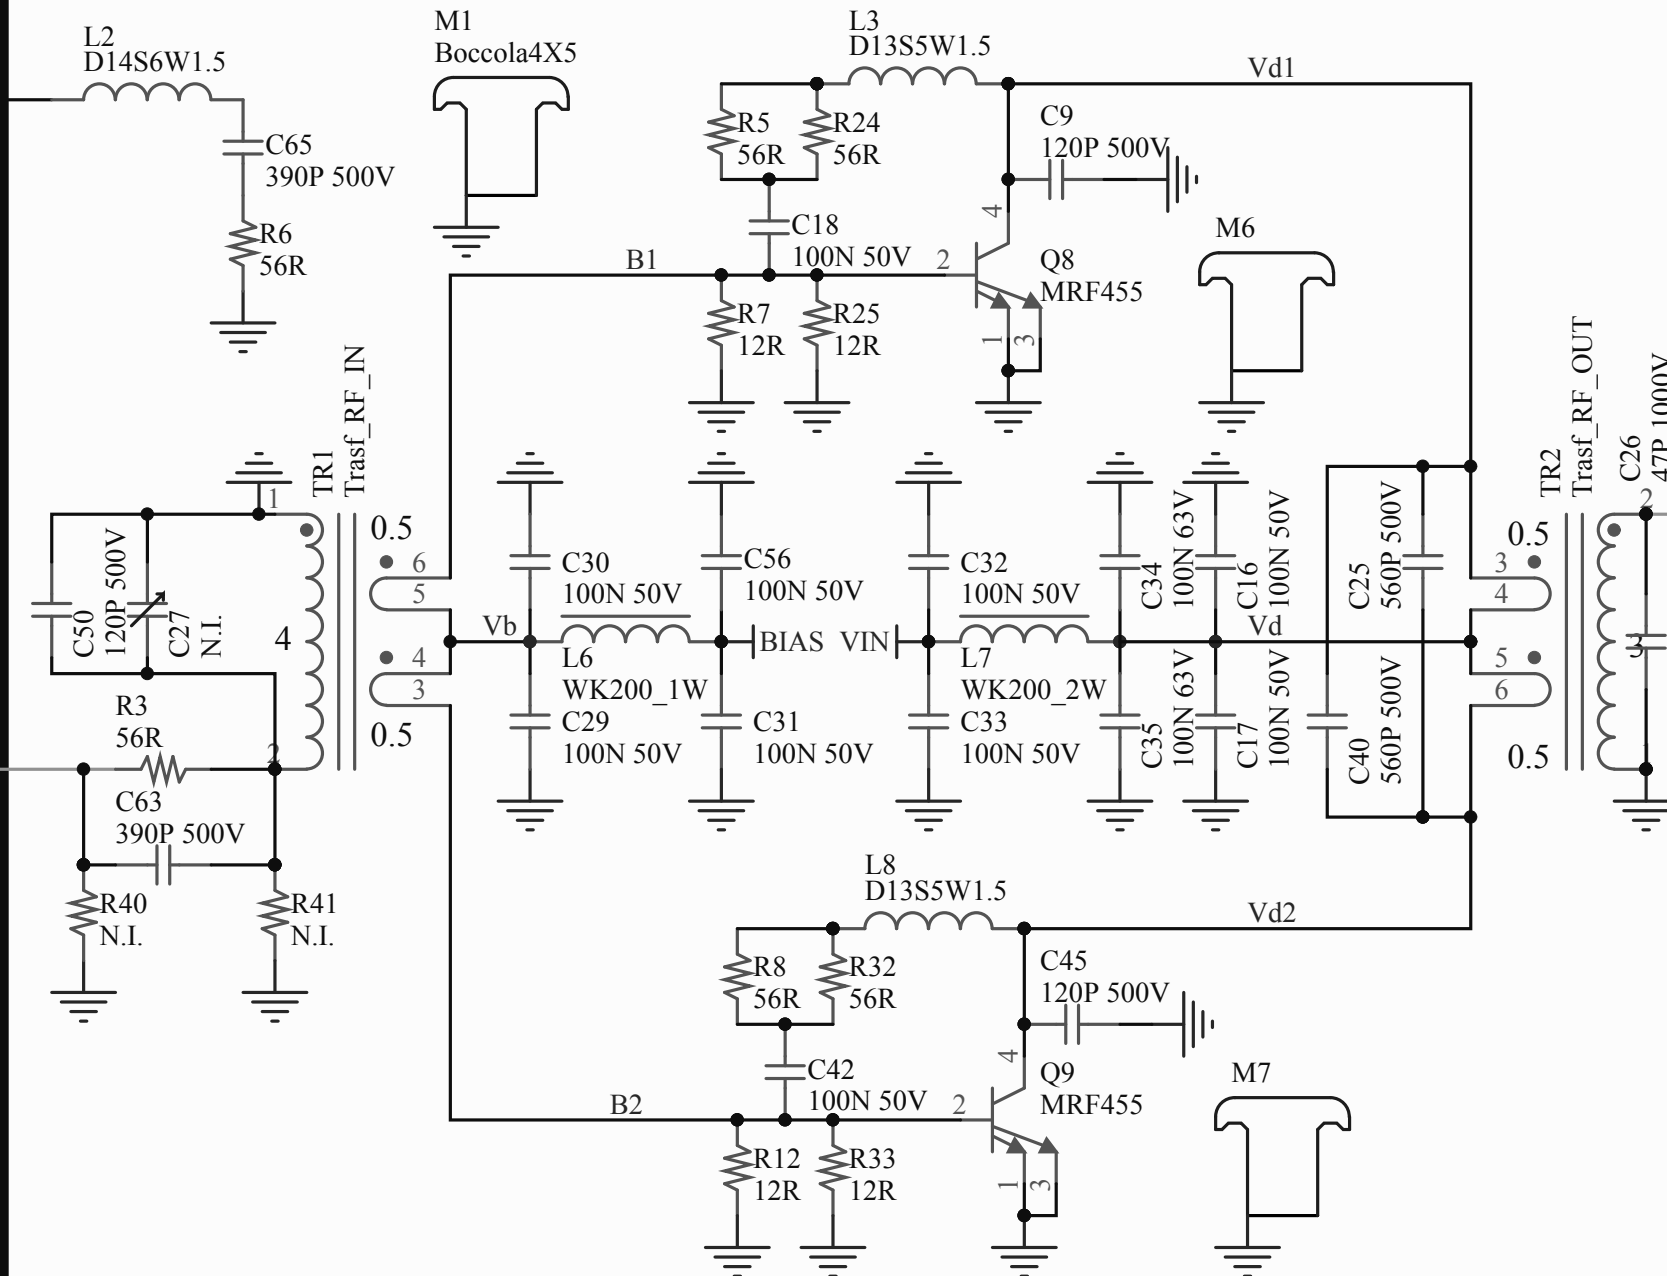 L2
D14S6W1.5
C65
390P 500V
R6
56R
M1
Boccola4X5
L3
D13S5W1.5
Vd1
R5
56R
R24
56R
C9
120P 500V
C18
100N 50V
4
B1
2
Q8
MRF455
M6
R7
12R
R25
12R
1
3
TR1
Trasf_RF_IN
1
C50
120P 500V
C27
N.I.
4
0.5
6
5
4
3
0.5
R3
56R
2
C63
390P 500V
R40
N.I.
R41
N.I.
Vb
C30
100N 50V
C56
100N 50V
L6
WK200_1W
C29
100N 50V
C31
100N 50V
BIAS
VIN
C32
100N 50V
L7
WK200_2W
C33
100N 50V
C34
100N 63V
C16
100N 50V
Vd
C35
100N 63V
C17
100N 50V
C25
560P 500V
C40
560P 500V
TR2
Trasf_RF_OUT
0.5
3
4
5
6
0.5
C26
47P 1000V
2
3
L8
D13S5W1.5
Vd2
R8
56R
R32
56R
C45
120P 500V
C42
100N 50V
4
B2
2
Q9
MRF455
M7
R12
12R
R33
12R
1
3